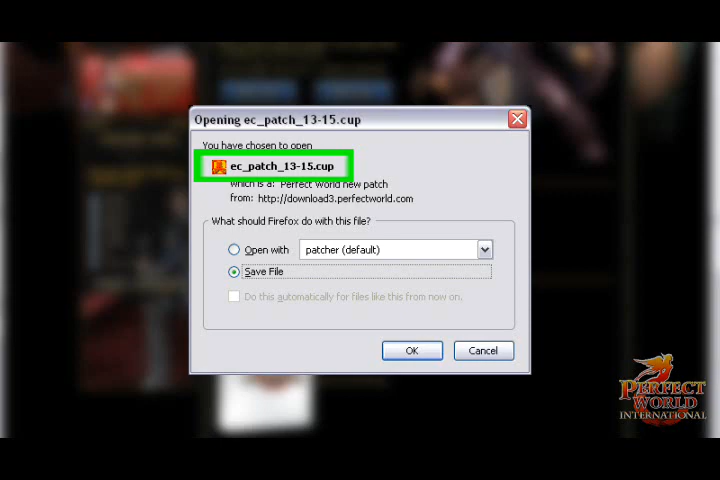 Opening ec_patch_13-15.cup
You have chosen to open
ec_patch_13-15.cup
which is a: Perfect World new patch
from: http://download3.perfectworld.com
What should Firefox do with this file?
Open with patcher (default)
Save File
Do this automatically for files like this from now on.
OK Cancel
PERFECT
WORLD
INTERNATIONAL